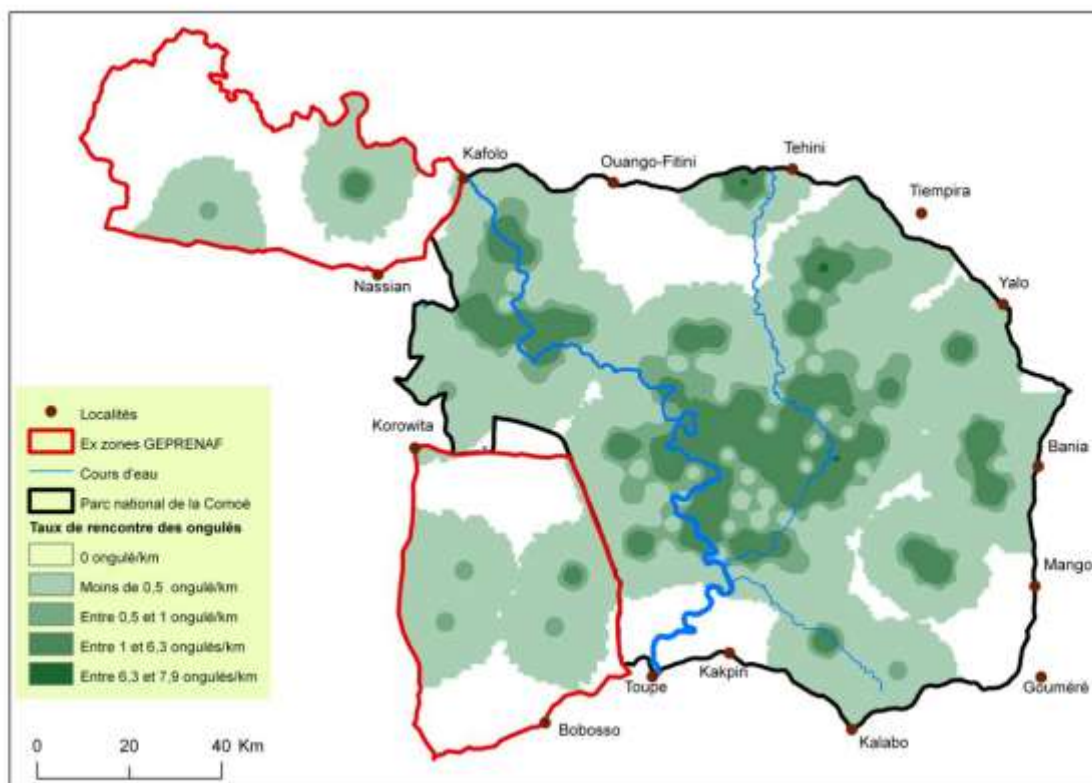 Kafolo
Ouango-Fitini
Tehini
Tiempira
Nassian
Yalo
Korowita
Bania
Mango
Toupe
Kakpin
Gouméré
Bobosso
Kalabo
Localités
Ex zones GEPRENAF
Cours d'eau
Parc national de la Comoé
Taux de rencontre des ongulés
0 ongulé/km
Moins de 0,5 ongulé/km
Entre 0,5 et 1 ongulé/km
Entre 1 et 6,3 ongulés/km
Entre 6,3 et 7,9 ongulés/km
0 20 40 Km